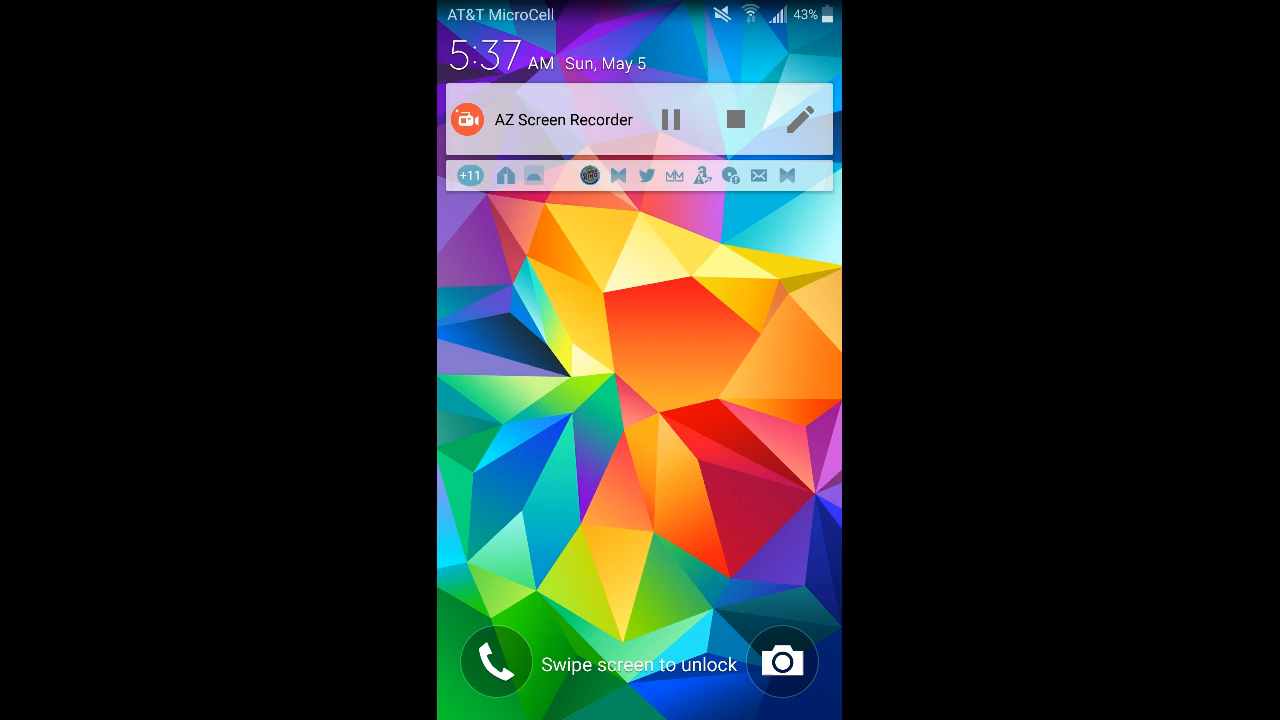 AT&T MicroCell 43%
5:37 AM Sun, May 5
AZ Screen Recorder
+11
Swipe screen to unlock